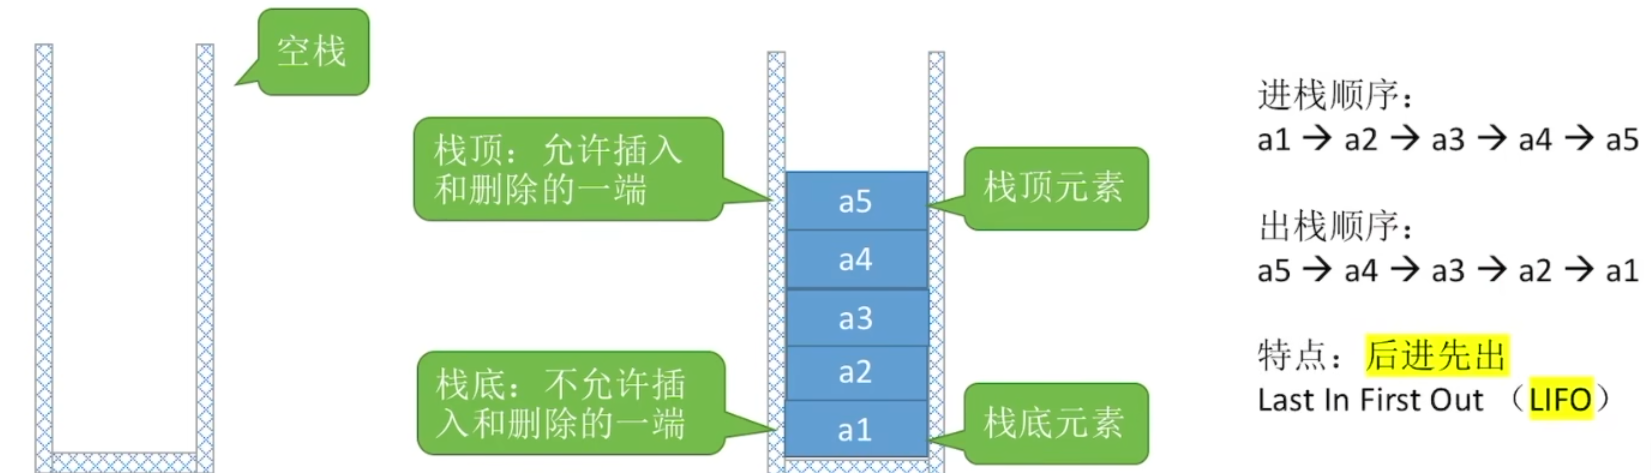 空栈
栈顶：允许插入
和删除的一端
a5
a4
a3
a2
a1
栈顶元素
栈底：不允许插
入和删除的一端
栈底元素
进栈顺序：
a1 → a2 → a3 → a4 → a5
出栈顺序：
a5 → a4 → a3 → a2 → a1
特点：后进先出
Last In First Out （LIFO）